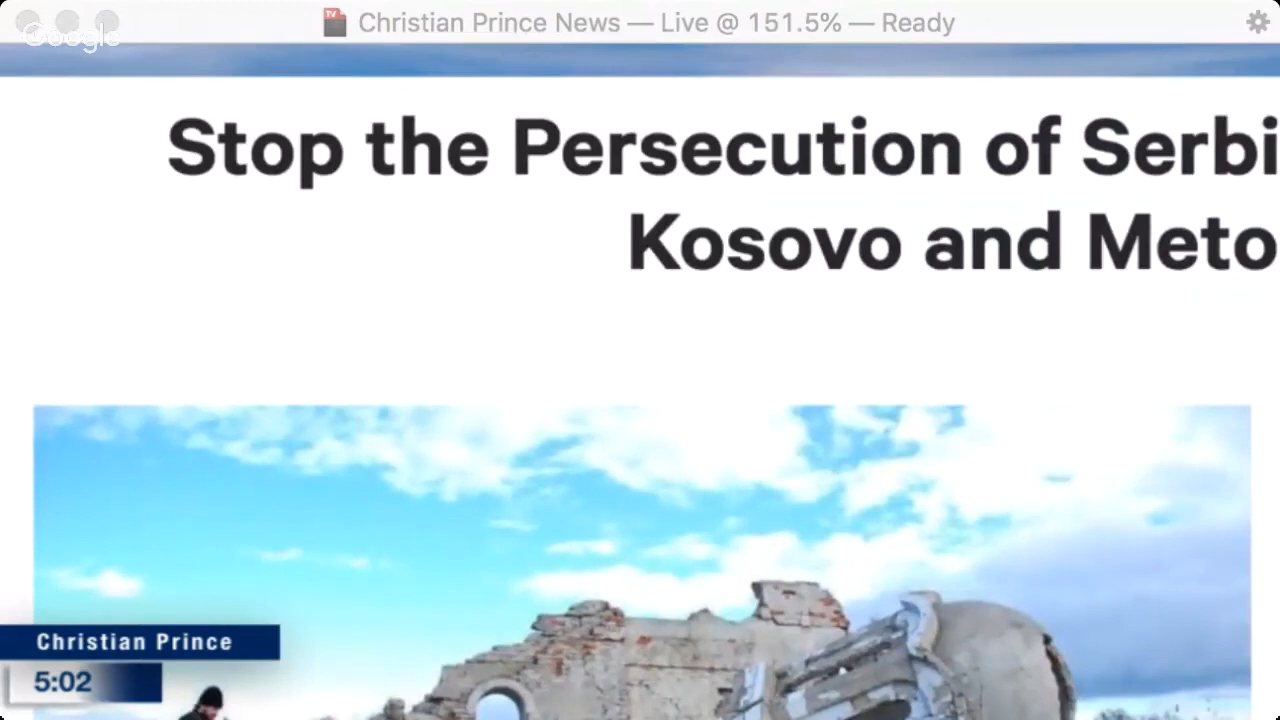 Christian Prince News — Live @ 151.5% — Ready
Google
Stop the Persecution of Serbi
Kosovo and Meto
Christian Prince
5:02